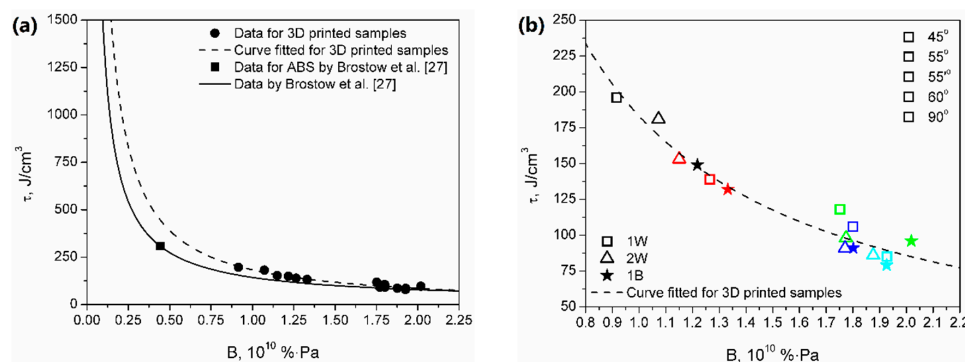 (a)
1500
1250
1000
750
500
250
0
τ, J/cm³
0.00 0.25 0.50 0.75 1.00 1.25 1.50 1.75 2.00 2.25
B, 10¹⁰ %·Pa
Data for 3D printed samples
Curve fitted for 3D printed samples
Data for ABS by Brostow et al. [27]
Data by Brostow et al. [27]
(b)
250
225
200
175
150
125
100
75
50
τ, J/cm³
0.8 0.9 1.0 1.1 1.2 1.3 1.4 1.5 1.6 1.7 1.8 1.9 2.0 2.1 2.2
B, 10¹⁰ %·Pa
45°
55°
55'°
60°
90°
1W
2W
1B
Curve fitted for 3D printed samples